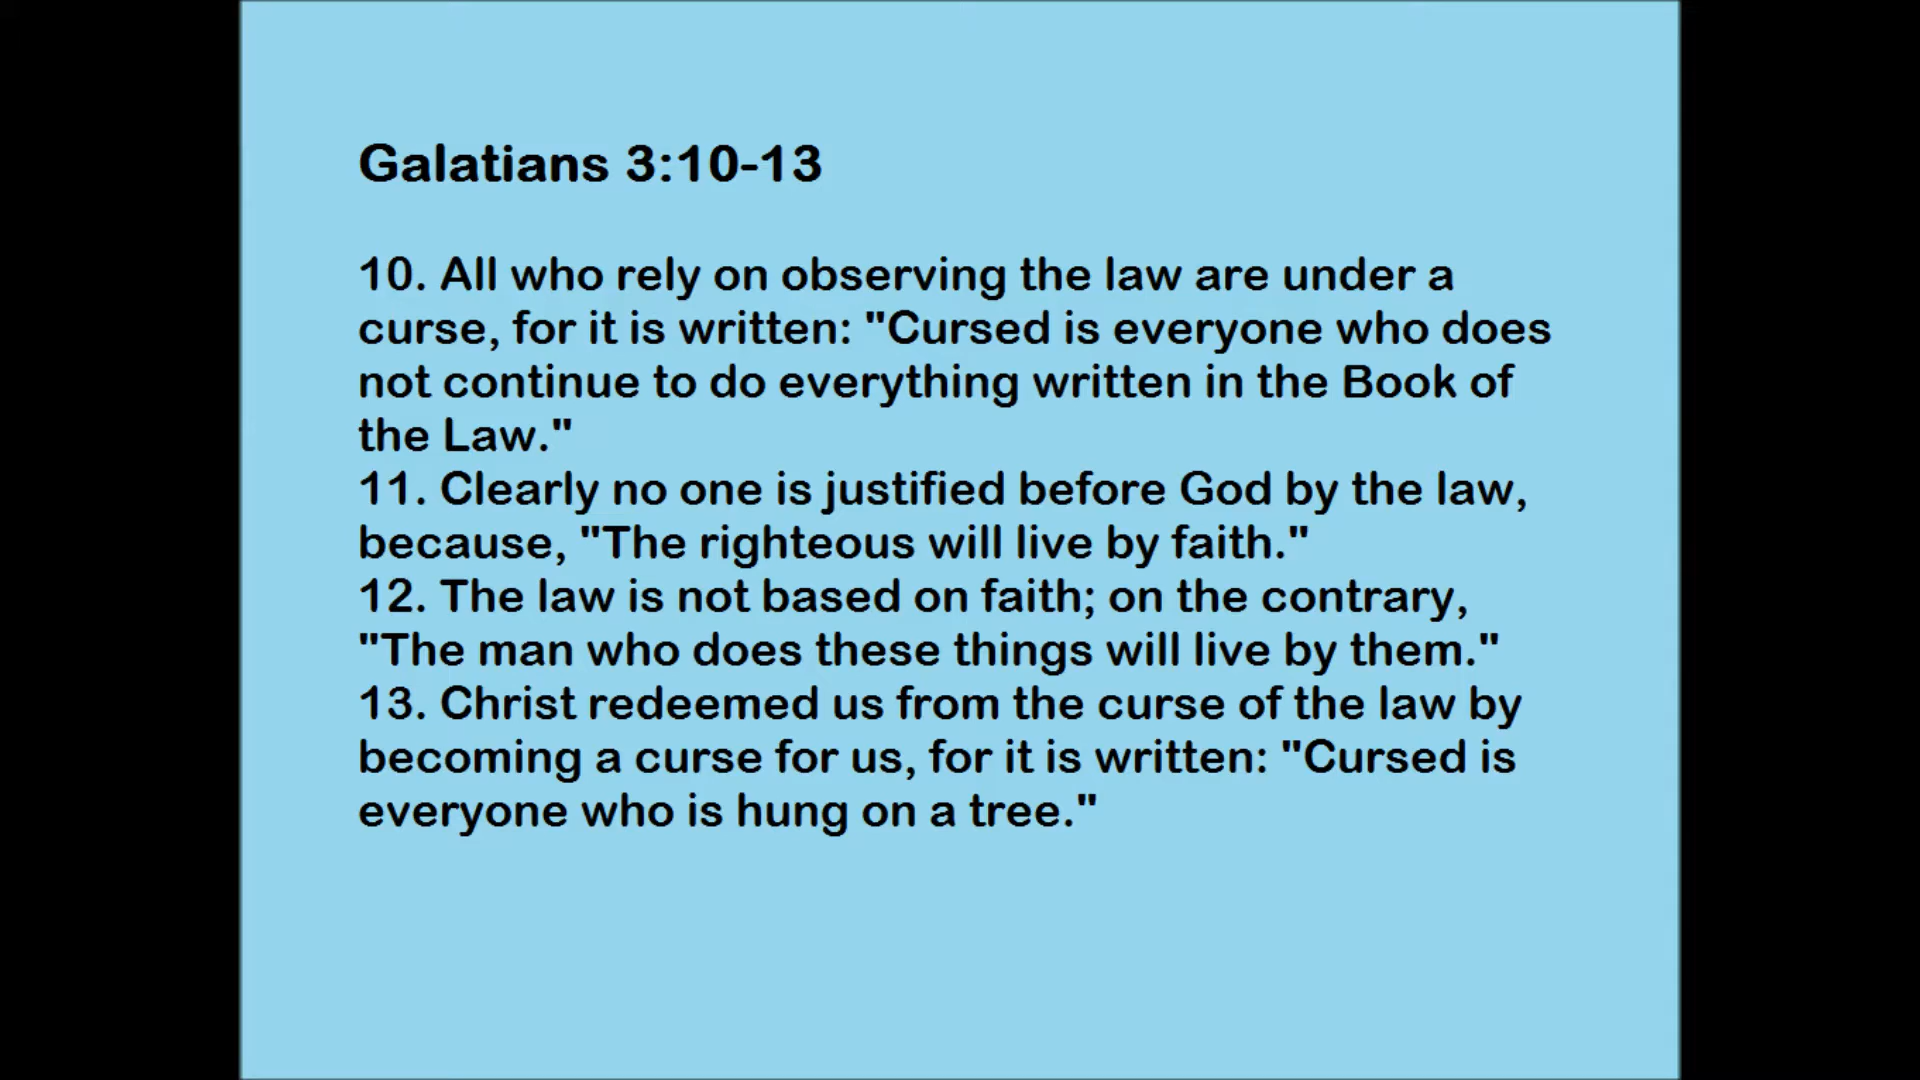 Galatians 3:10-13
10. All who rely on observing the law are under a
curse, for it is written: "Cursed is everyone who does
not continue to do everything written in the Book of
the Law."
11. Clearly no one is justified before God by the law,
because, "The righteous will live by faith."
12. The law is not based on faith; on the contrary,
"The man who does these things will live by them."
13. Christ redeemed us from the curse of the law by
becoming a curse for us, for it is written: "Cursed is
everyone who is hung on a tree."